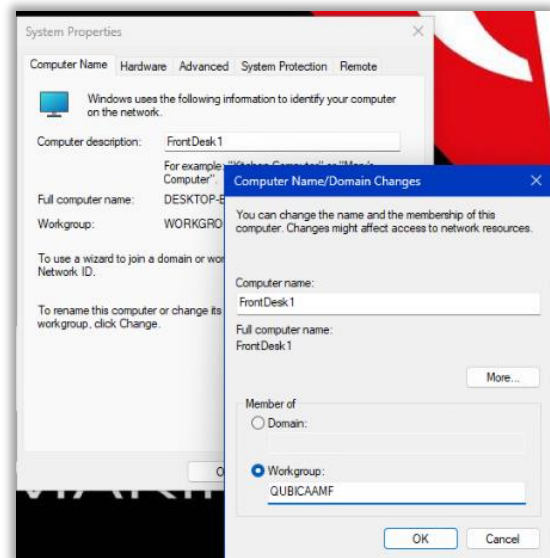 System Properties
Computer Name Hardware Advanced System Protection Remote
Windows uses the following information to identify your computer
on the network.
Computer description: FrontDesk1
For example: "Kitchen Computer" or "Mary's
Computer".
Full computer name: DESKTOP-
Workgroup: WORKGRO
To use a wizard to join a domain or wor
Network ID.
To rename this computer or change its
workgroup, click Change.
Computer Name/Domain Changes
You can change the name and the membership of this
computer. Changes might affect access to network resources.
Computer name:
FrontDesk1
Full computer name:
FrontDesk1
More...
Member of
Domain:
Workgroup:
QUBICAAMF
OK Cancel